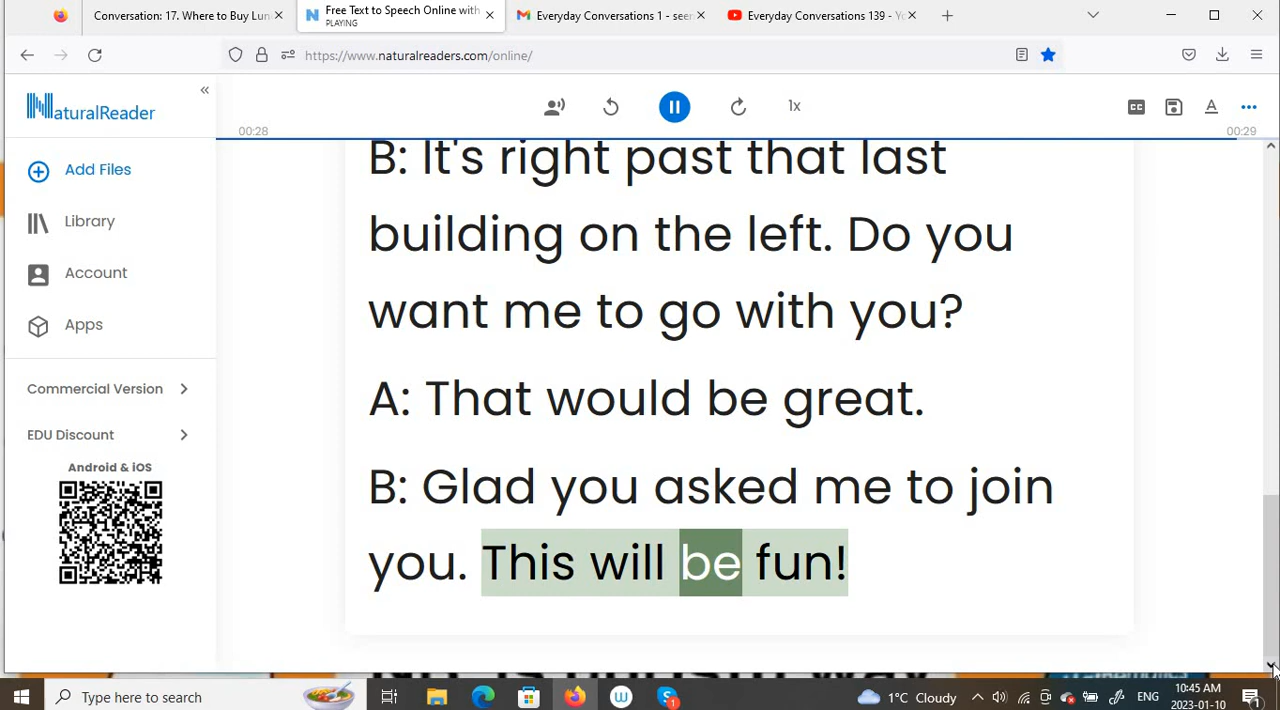 Conversation: 17. Where to Buy Lun
Free Text to Speech Online with
PLAYING
Everyday Conversations 1 - seen
Everyday Conversations 139 - Yo
https://www.naturalreaders.com/online/
NaturalReader
1x
CC
A
00:28
00:29
Add Files
Library
Account
Apps
Commercial Version
EDU Discount
Android & iOS
B: It's right past that last
building on the left. Do you
want me to go with you?
A: That would be great.
B: Glad you asked me to join
you. This will be fun!
Type here to search
1°C Cloudy
ENG
10:45 AM
2023-01-10